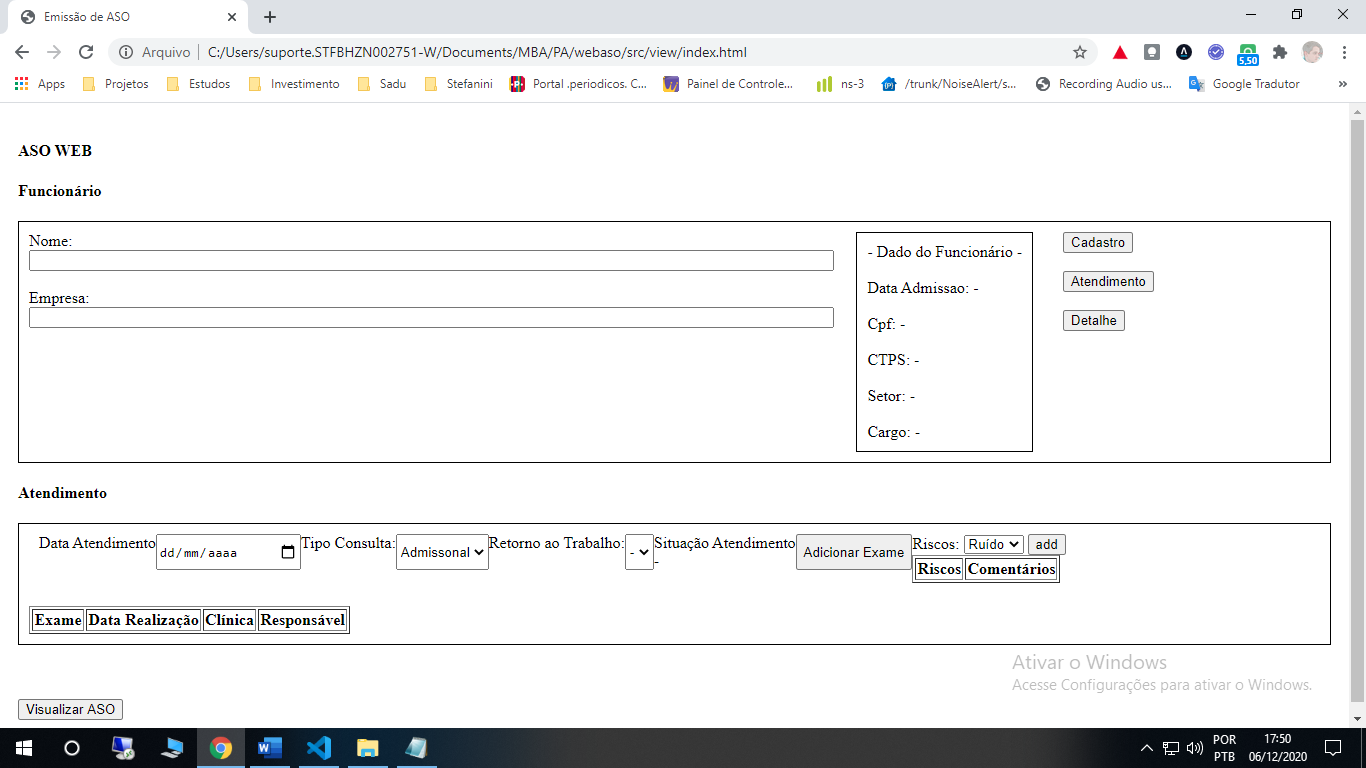 Emissão de ASO
Arquivo C:/Users/suporte.STFBHZN002751-W/Documents/MBA/PA/webaso/src/view/index.html
5,50
Apps Projetos Estudos Investimento Sadu Stefanini Portal .periodicos. C... Painel de Controle... ns-3 /trunk/NoiseAlert/s... Recording Audio us... Google Tradutor »
ASO WEB
Funcionário
Nome:
Empresa:
- Dado do Funcionário -
Data Admissao: -
Cpf: -
CTPS: -
Setor: -
Cargo: -
Cadastro
Atendimento
Detalhe
Atendimento
Data Atendimento dd/mm/aaaa Tipo Consulta: Admissonal Retorno ao Trabalho: - Situação Atendimento Adicionar Exame Riscos: Ruído add
-
Riscos Comentários
Exame Data Realização Clínica Responsável
Ativar o Windows
Acesse Configurações para ativar o Windows.
Visualizar ASO
POR 17:50
PTB 06/12/2020